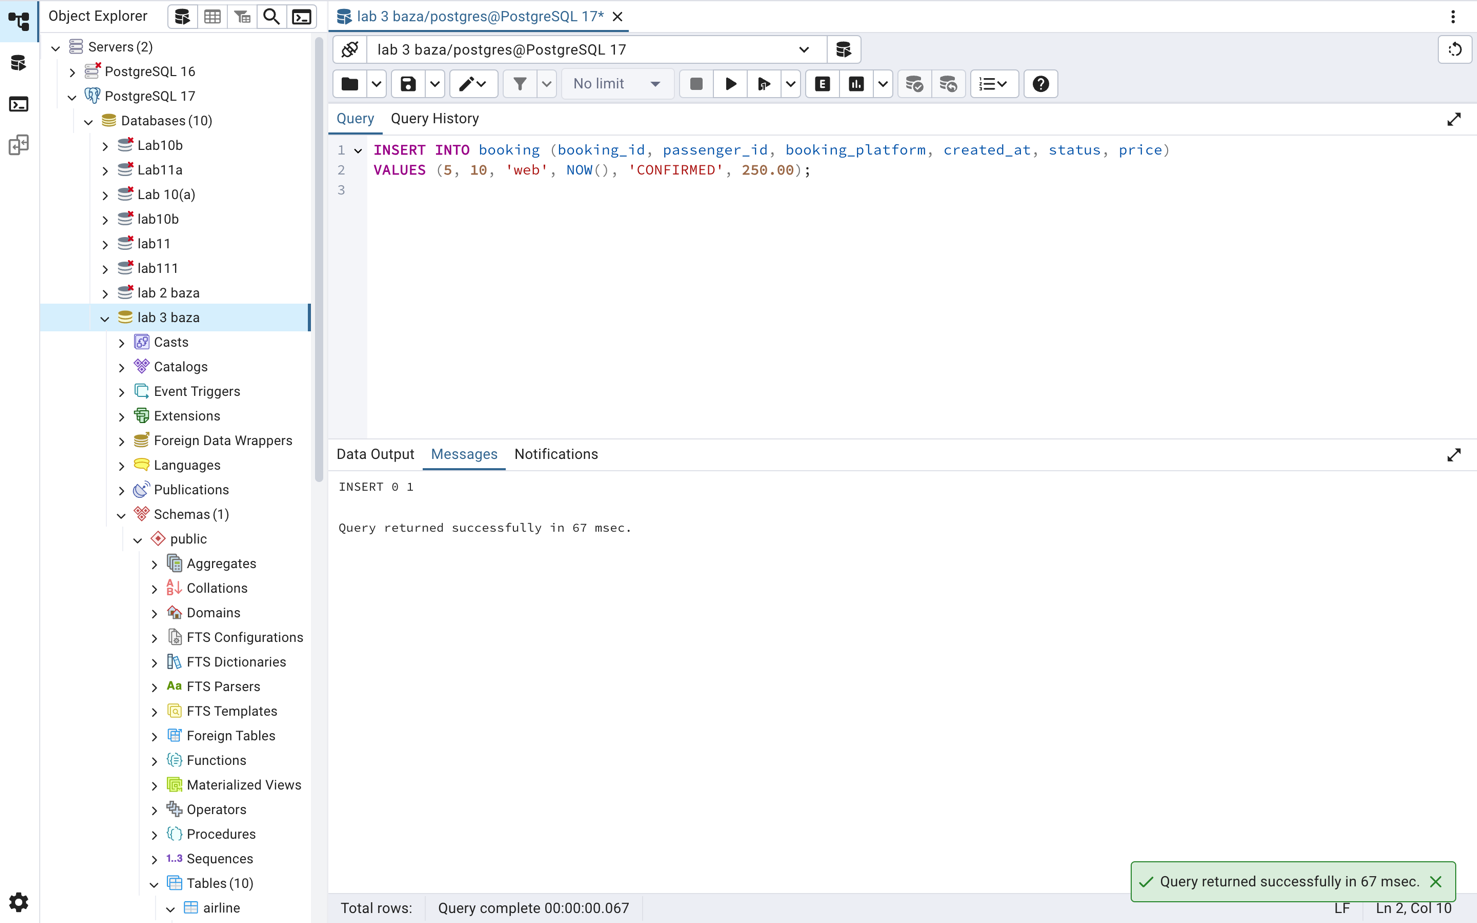 Object Explorer
lab 3 baza/postgres@PostgreSQL 17*
Servers (2)
PostgreSQL 16
PostgreSQL 17
Databases (10)
Lab10b
Lab11a
Lab 10(a)
lab10b
lab11
lab111
lab 2 baza
lab 3 baza
Casts
Catalogs
Event Triggers
Extensions
Foreign Data Wrappers
Languages
Publications
Schemas (1)
public
Aggregates
Collations
Domains
FTS Configurations
FTS Dictionaries
Aa FTS Parsers
FTS Templates
Foreign Tables
Functions
Materialized Views
Operators
Procedures
1..3 Sequences
Tables (10)
airline
lab 3 baza/postgres@PostgreSQL 17
No limit
E
Query Query History
1 INSERT INTO booking (booking_id, passenger_id, booking_platform, created_at, status, price)
2 VALUES (5, 10, 'web', NOW(), 'CONFIRMED', 250.00);
3
Data Output Messages Notifications
INSERT 0 1
Query returned successfully in 67 msec.
Query returned successfully in 67 msec.
Total rows: Query complete 00:00:00.067 LF Ln 2, Col 10